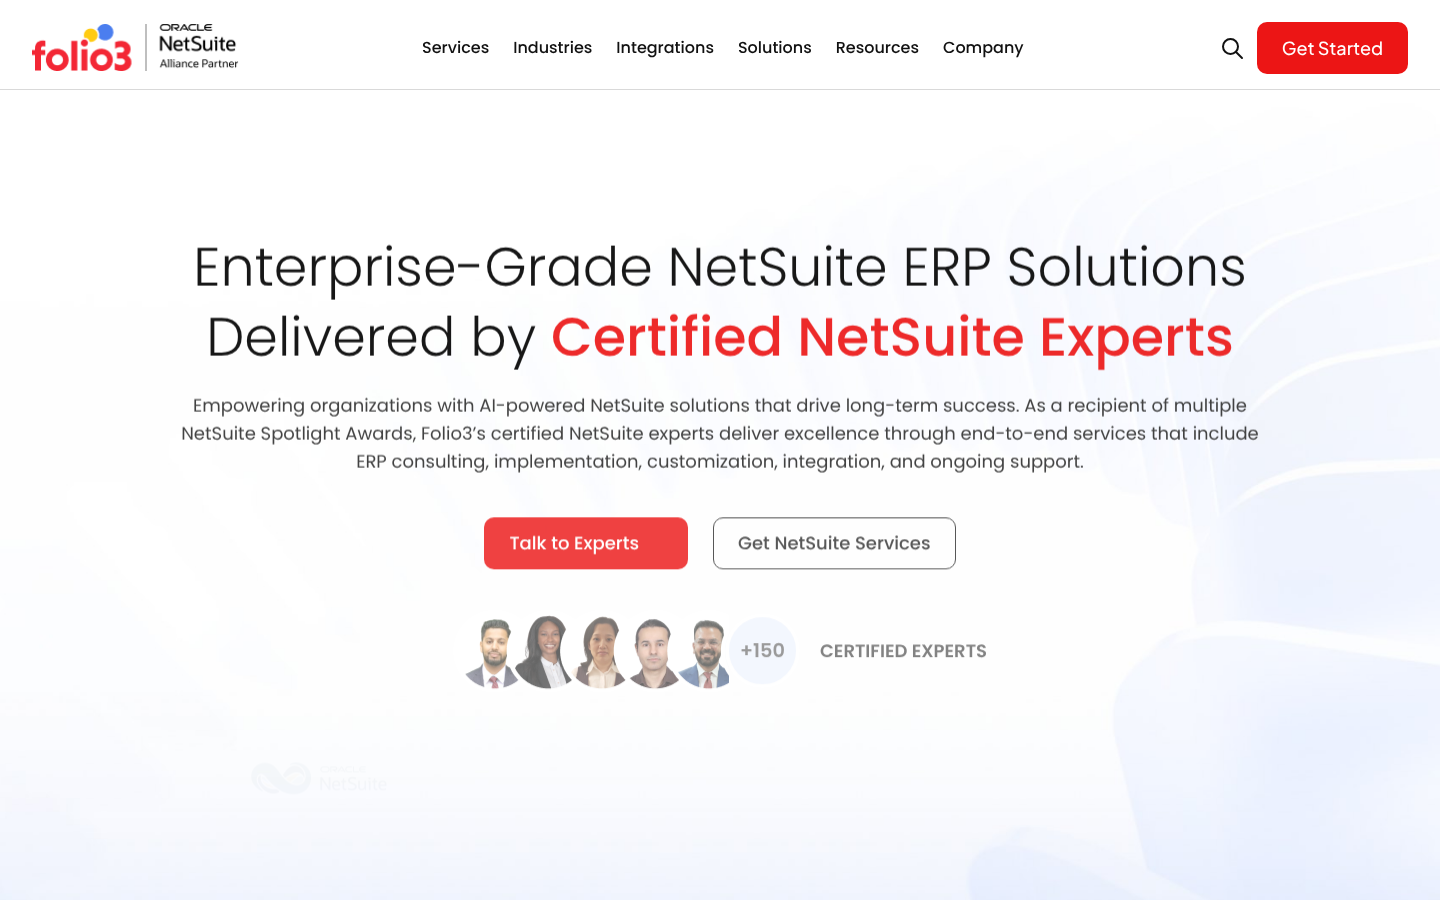 folio3
ORACLE
NetSuite
Alliance Partner
Services
Industries
Integrations
Solutions
Resources
Company
Get Started
Enterprise-Grade NetSuite ERP Solutions
Delivered by Certified NetSuite Experts
Empowering organizations with AI-powered NetSuite solutions that drive long-term success. As a recipient of multiple
NetSuite Spotlight Awards, Folio3’s certified NetSuite experts deliver excellence through end-to-end services that include
ERP consulting, implementation, customization, integration, and ongoing support.
Talk to Experts
Get NetSuite Services
+150
CERTIFIED EXPERTS
NetSuite